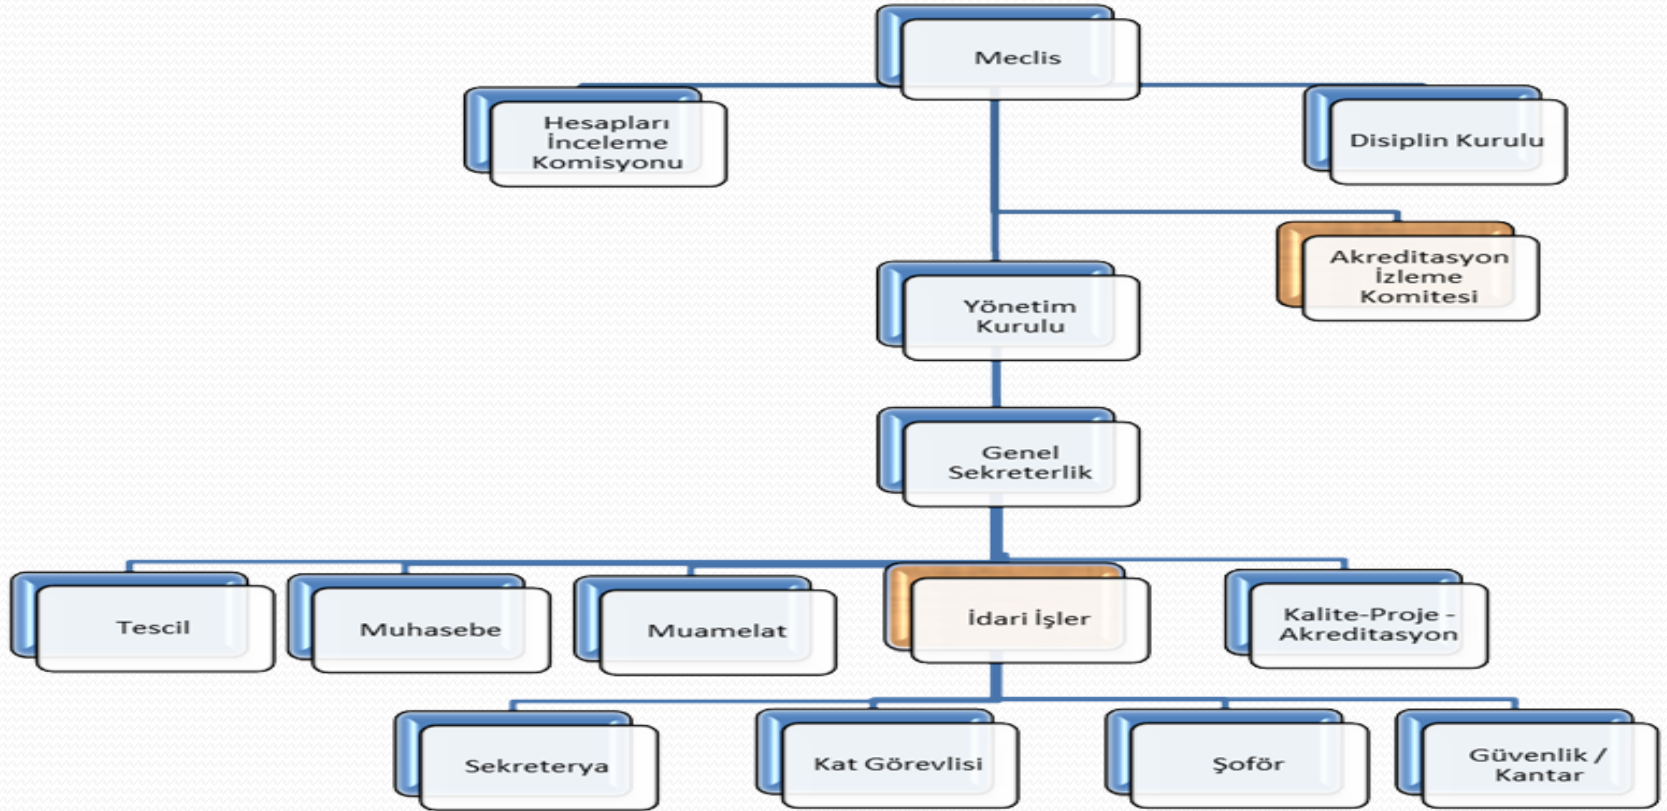 Meclis
Hesapları
İnceleme
Komisyonu
Disiplin Kurulu
Akreditasyon
İzleme
Komitesi
Yönetim
Kurulu
Genel
Sekreterlik
Tescil
Muhasebe
Muamelat
İdari İşler
Kalite-Proje -
Akreditasyon
Sekreterya
Kat Görevlisi
Şoför
Güvenlik /
Kantar